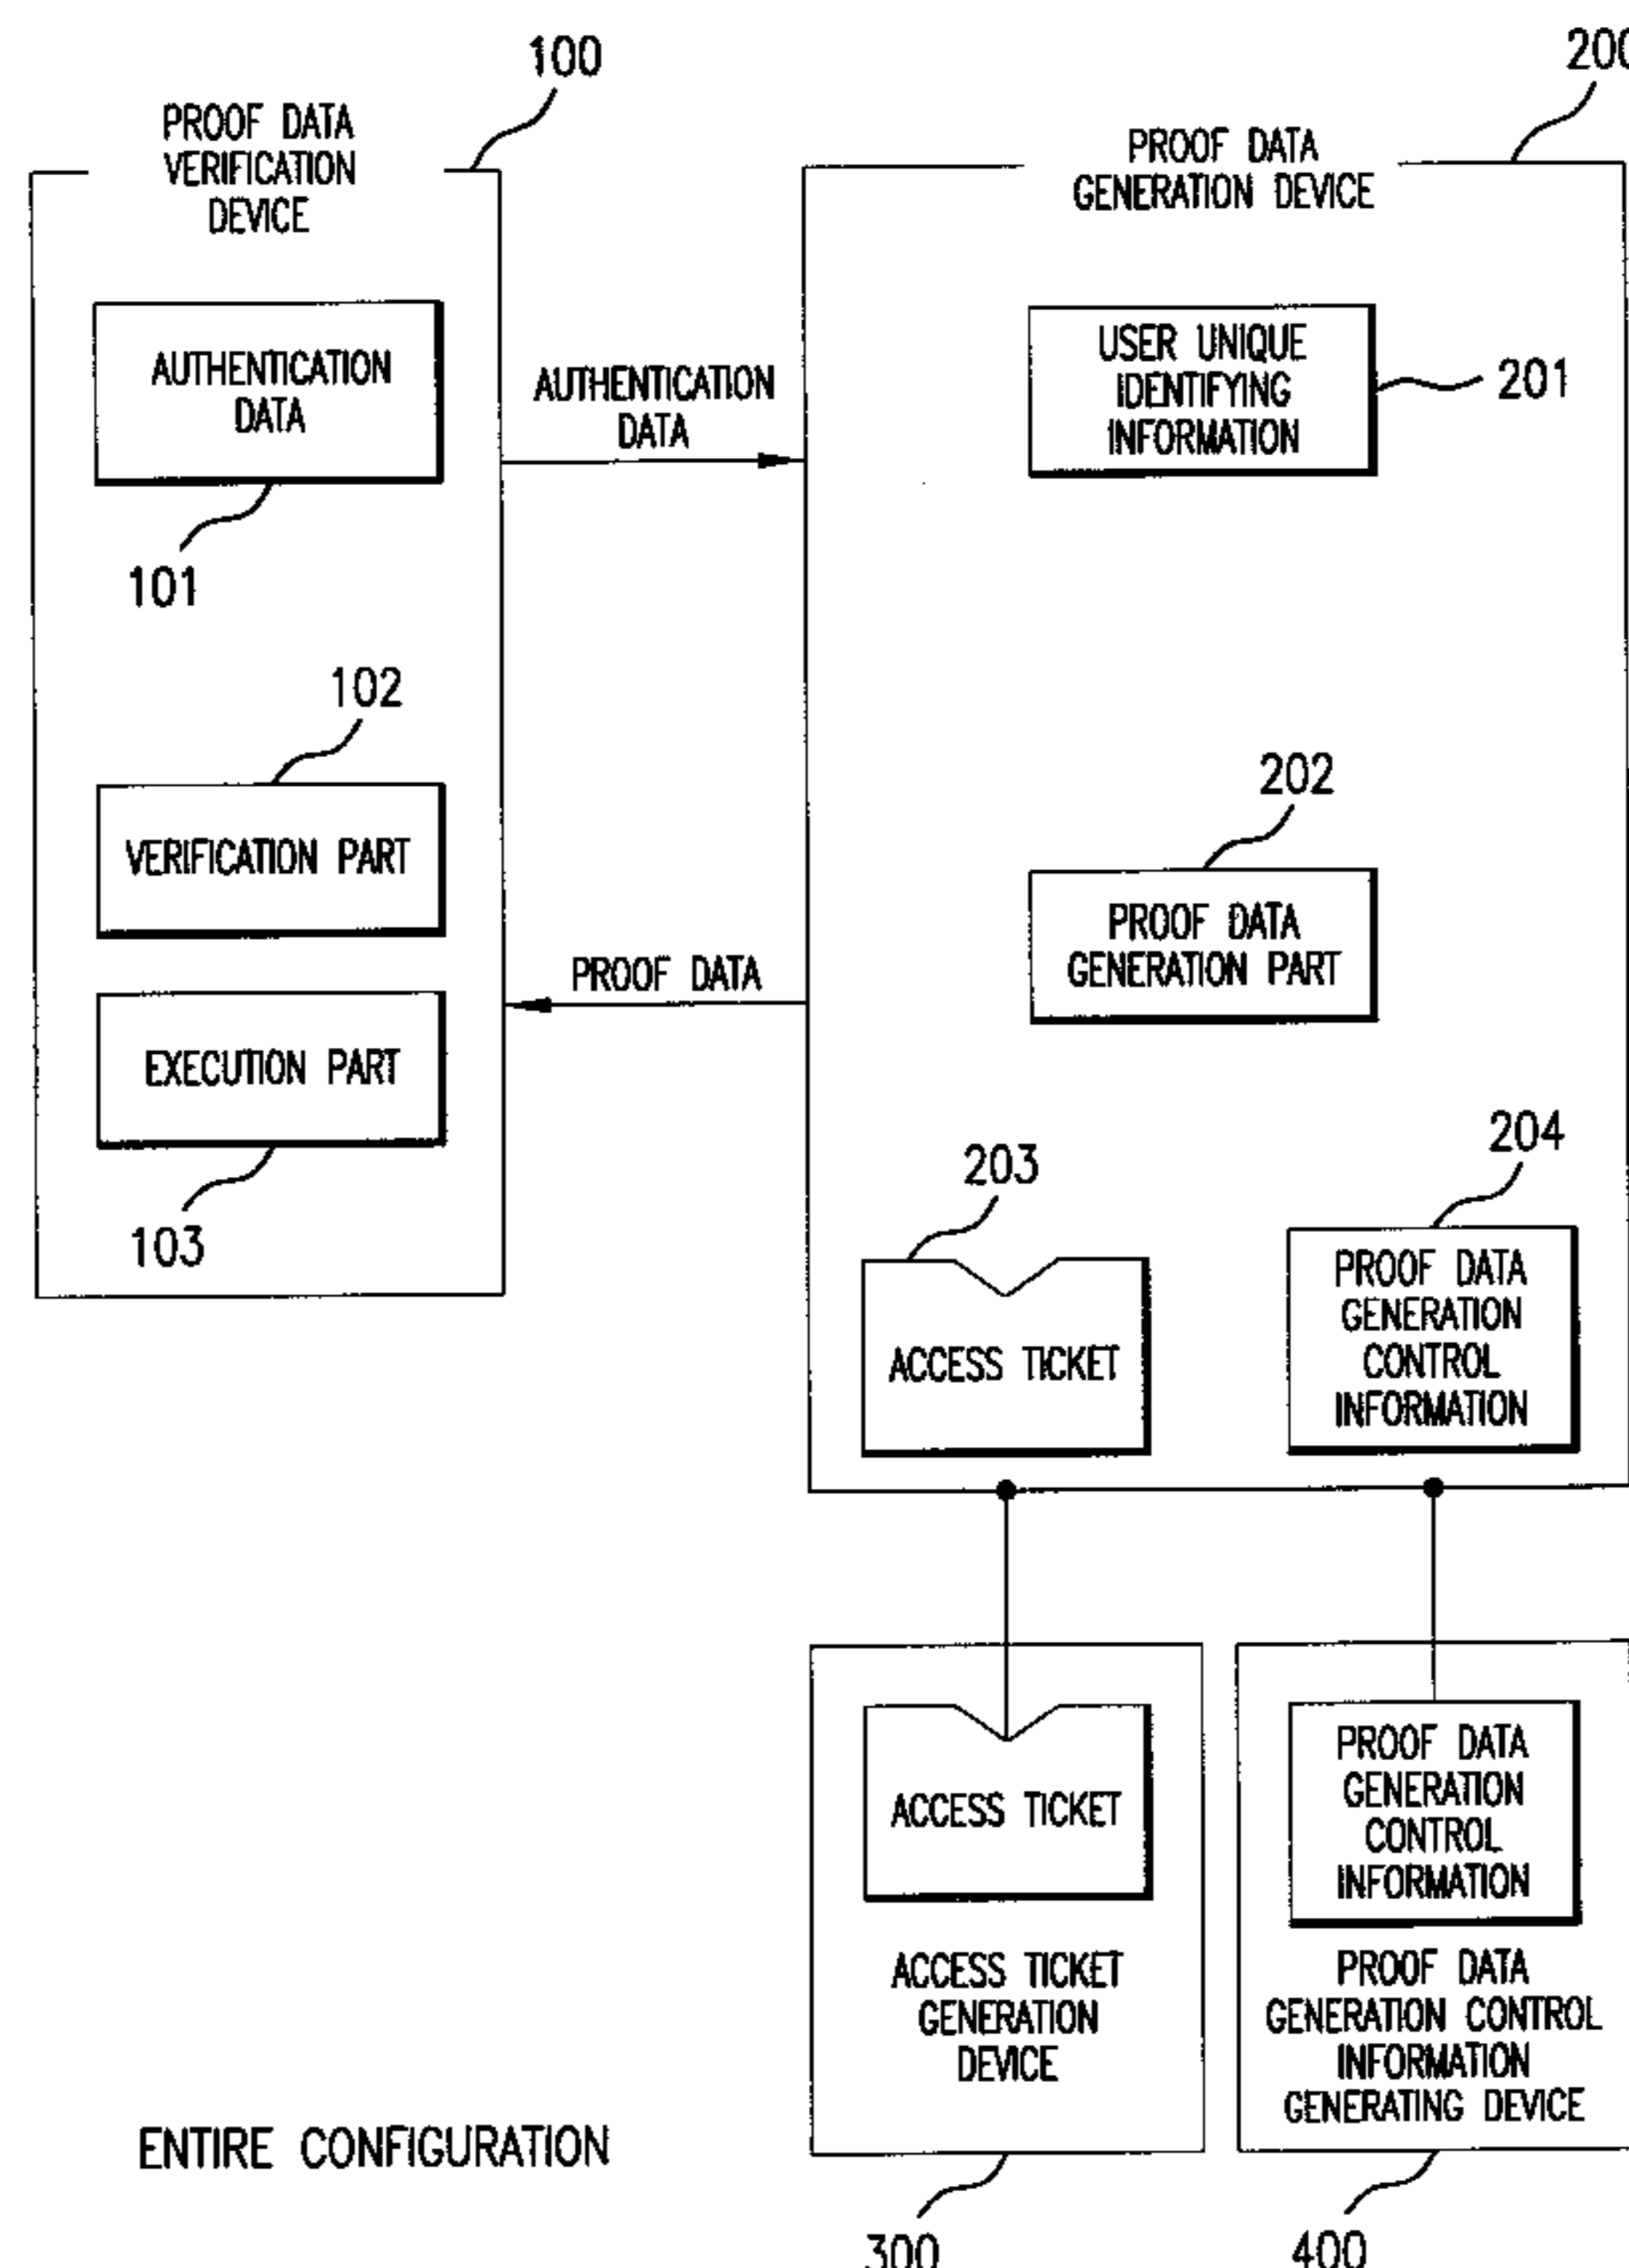 100
200
PROOF DATA
VERIFICATION
DEVICE
PROOF DATA
GENERATION DEVICE
AUTHENTICATION
DATA
101
AUTHENTICATION
DATA
USER UNIQUE
IDENTIFYING
INFORMATION
201
102
VERIFICATION PART
202
PROOF DATA
GENERATION PART
PROOF DATA
EXECUTION PART
103
203
204
ACCESS TICKET
PROOF DATA
GENERATION
CONTROL
INFORMATION
ACCESS TICKET
ACCESS TICKET
GENERATION
DEVICE
PROOF DATA
GENERATION
CONTROL
INFORMATION
PROOF DATA
GENERATION CONTROL
INFORMATION
GENERATING DEVICE
ENTIRE CONFIGURATION
300
400